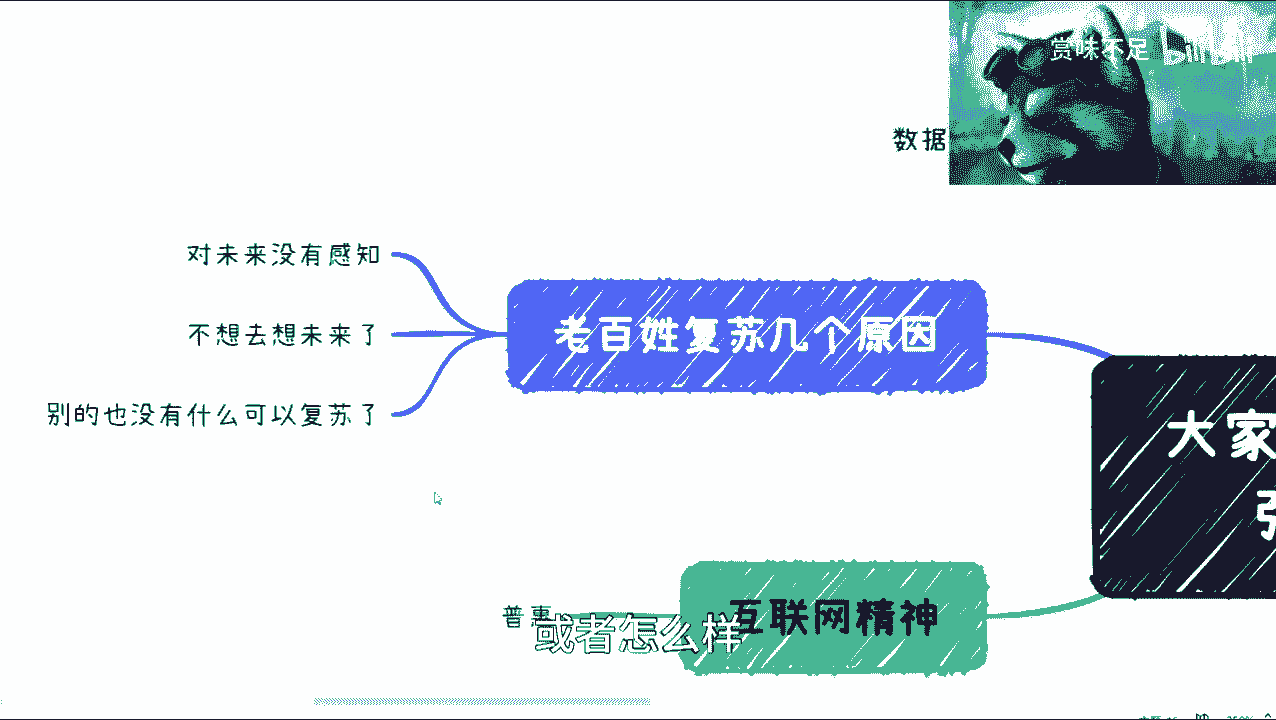 赏味不足 bilibili
数据
对未来没有感知
不想去想未来了
别的也没有什么可以复苏了
老百姓复苏几个原因
大家
普惠
互联网精神
或者怎么样